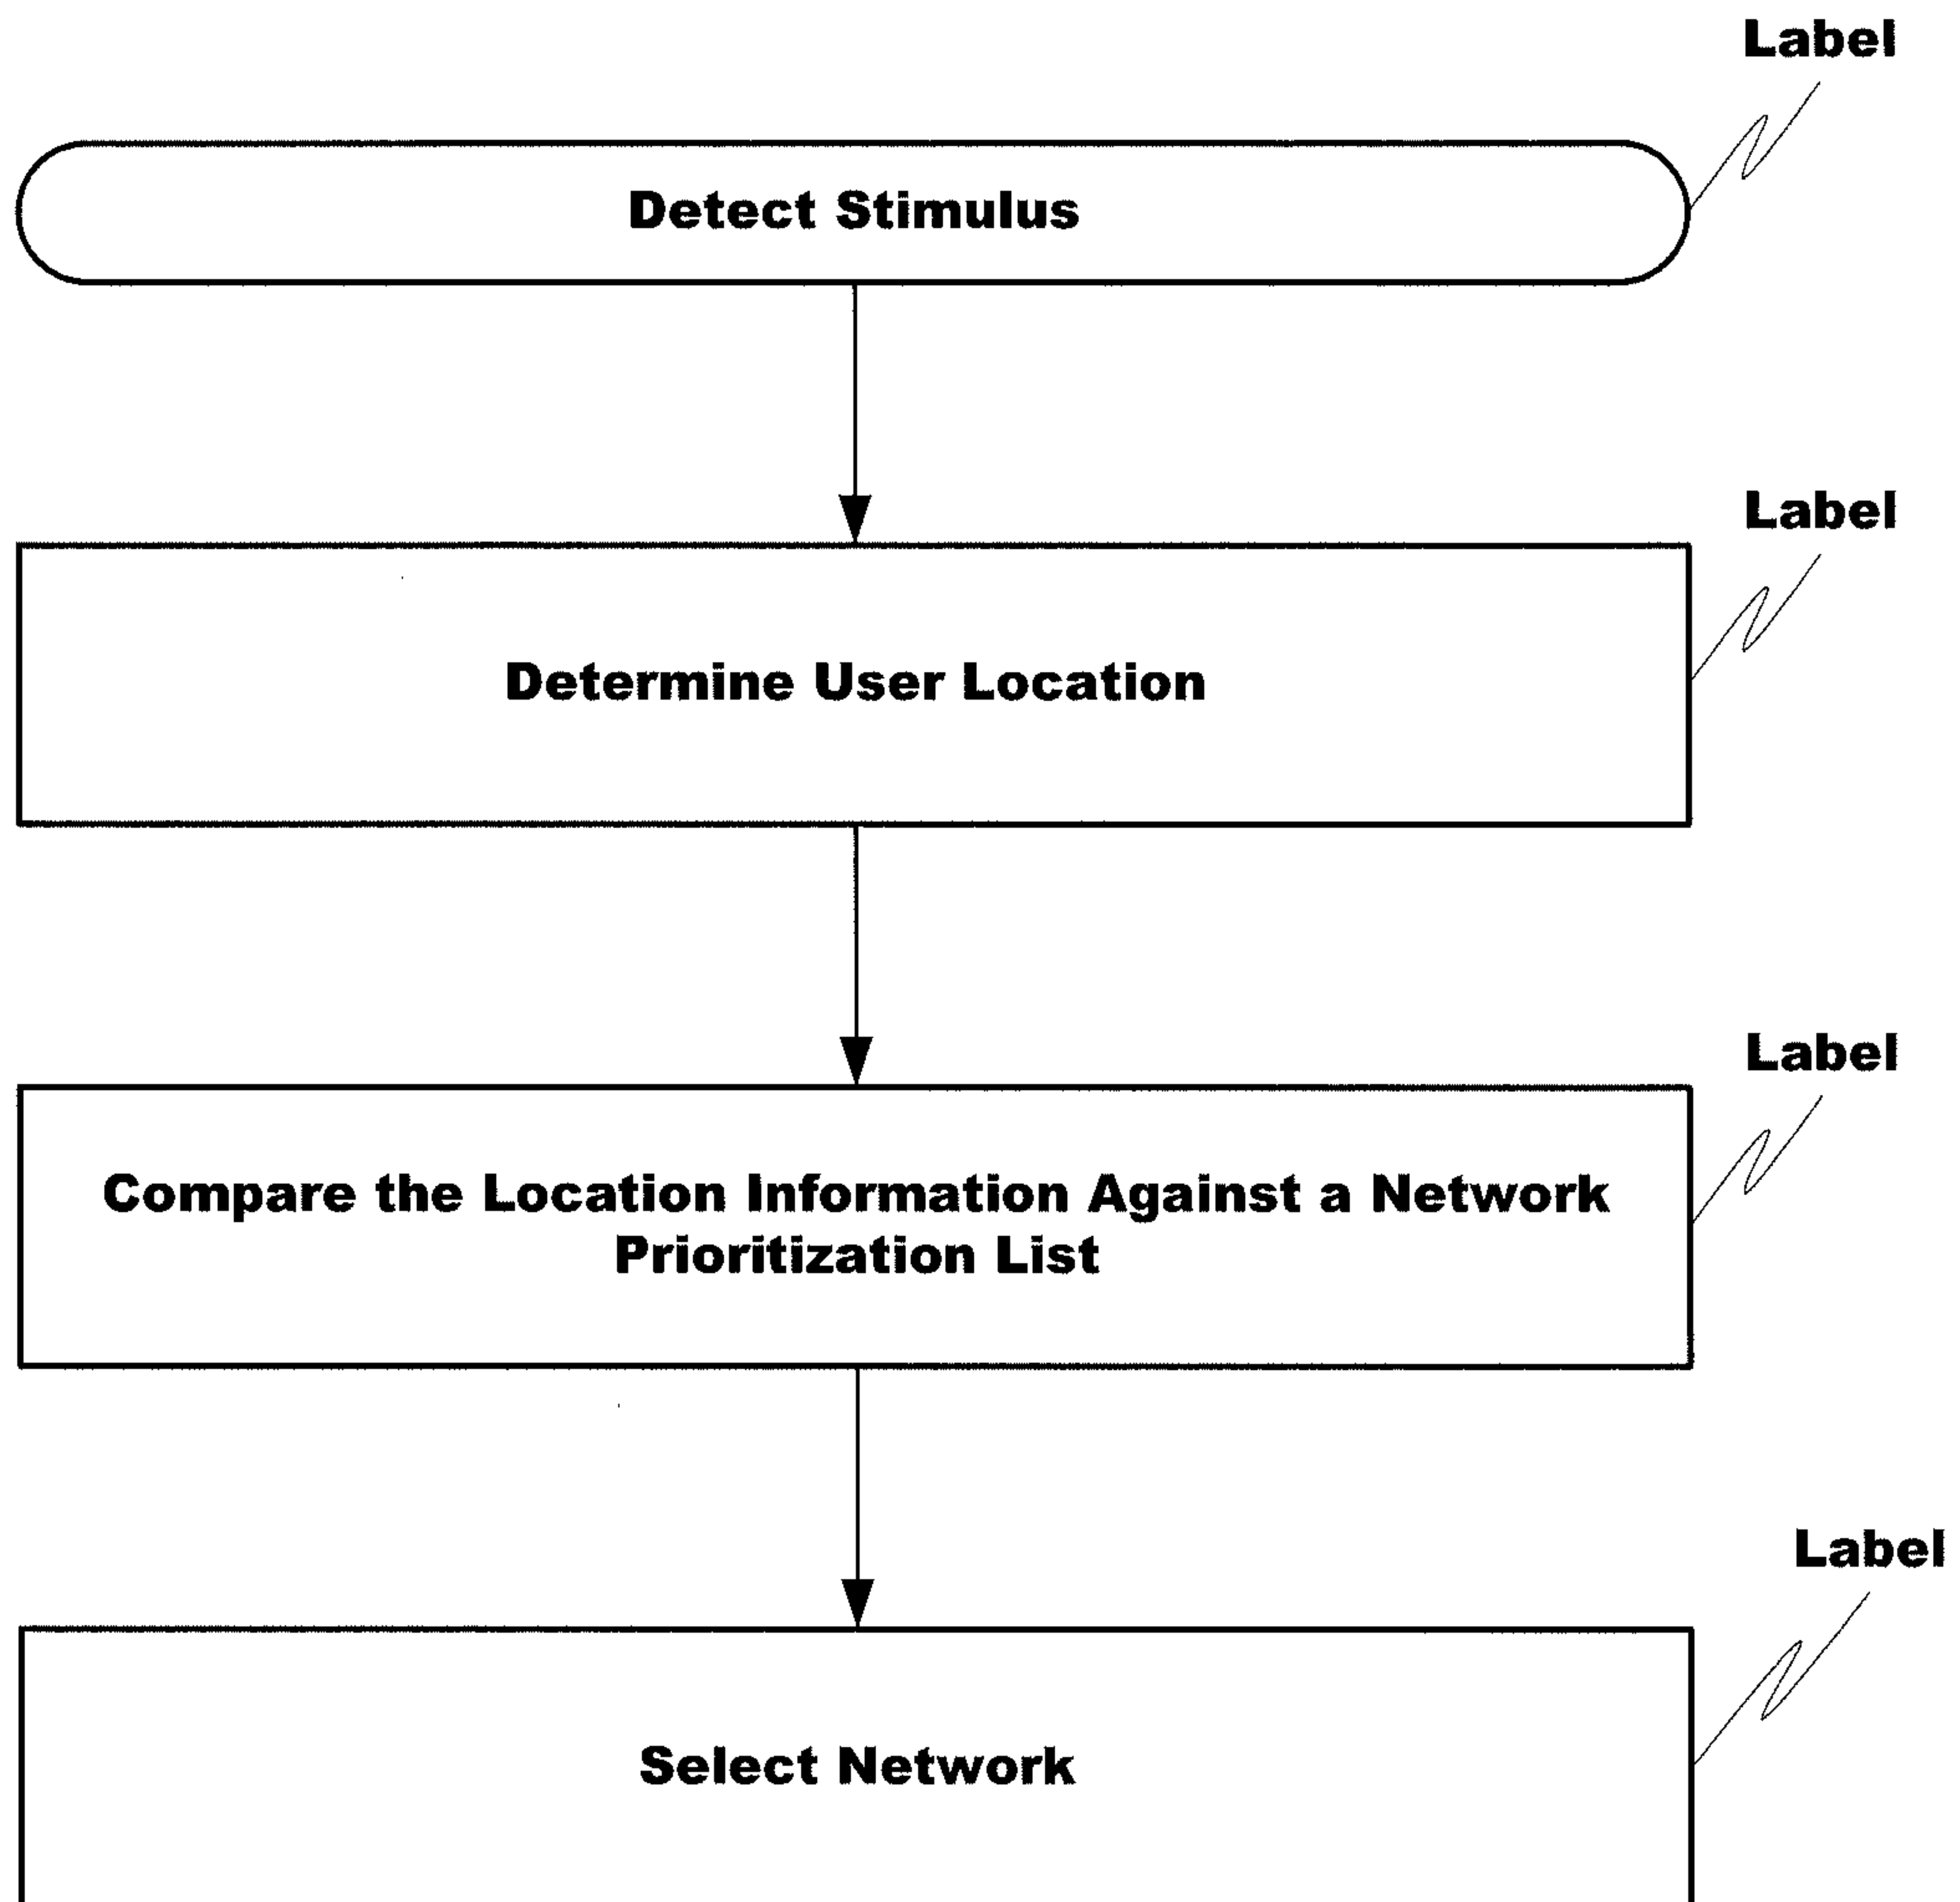 Label
Detect Stimulus
Label
Determine User Location
Label
Compare the Location Information Against a Network
Prioritization List
Label
Select Network